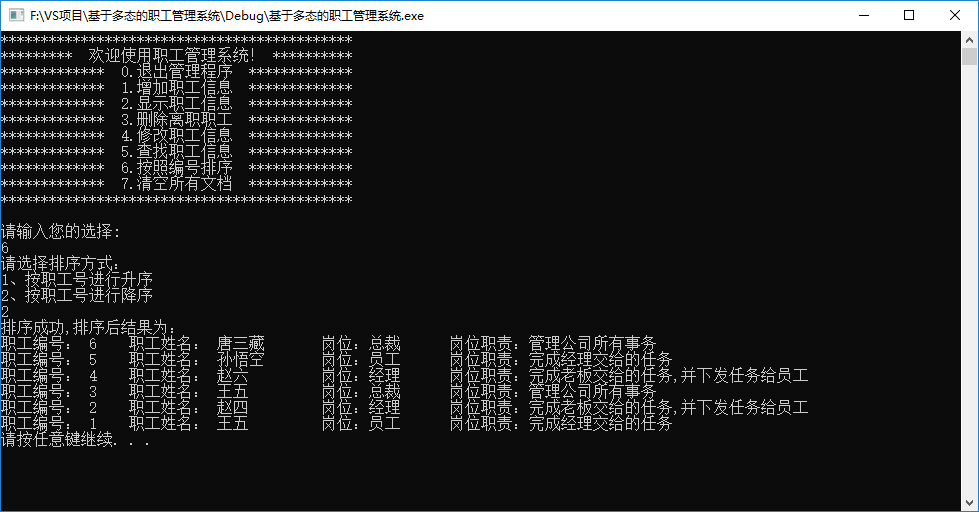 F:\VS项目\基于多态的职工管理系统\Debug\基于多态的职工管理系统.exe
********************************************
*********  欢迎使用职工管理系统!  **********
*************  0.退出管理程序  *************
*************  1.增加职工信息  *************
*************  2.显示职工信息  *************
*************  3.删除离职职工  *************
*************  4.修改职工信息  *************
*************  5.查找职工信息  *************
*************  6.按照编号排序  *************
*************  7.清空所有文档  *************
********************************************
请输入您的选择:
6
请选择排序方式：
1、按职工号进行升序
2、按职工号进行降序
2
排序成功,排序后结果为：
职工编号： 6    职工姓名： 唐三藏       岗位：总裁      岗位职责：管理公司所有事务
职工编号： 5    职工姓名： 孙悟空       岗位：员工      岗位职责：完成经理交给的任务
职工编号： 4    职工姓名： 赵六         岗位：经理      岗位职责：完成老板交给的任务,并下发任务给员工
职工编号： 3    职工姓名： 王五         岗位：总裁      岗位职责：管理公司所有事务
职工编号： 2    职工姓名： 赵四         岗位：经理      岗位职责：完成老板交给的任务,并下发任务给员工
职工编号： 1    职工姓名： 王五         岗位：员工      岗位职责：完成经理交给的任务
请按任意键继续. . .